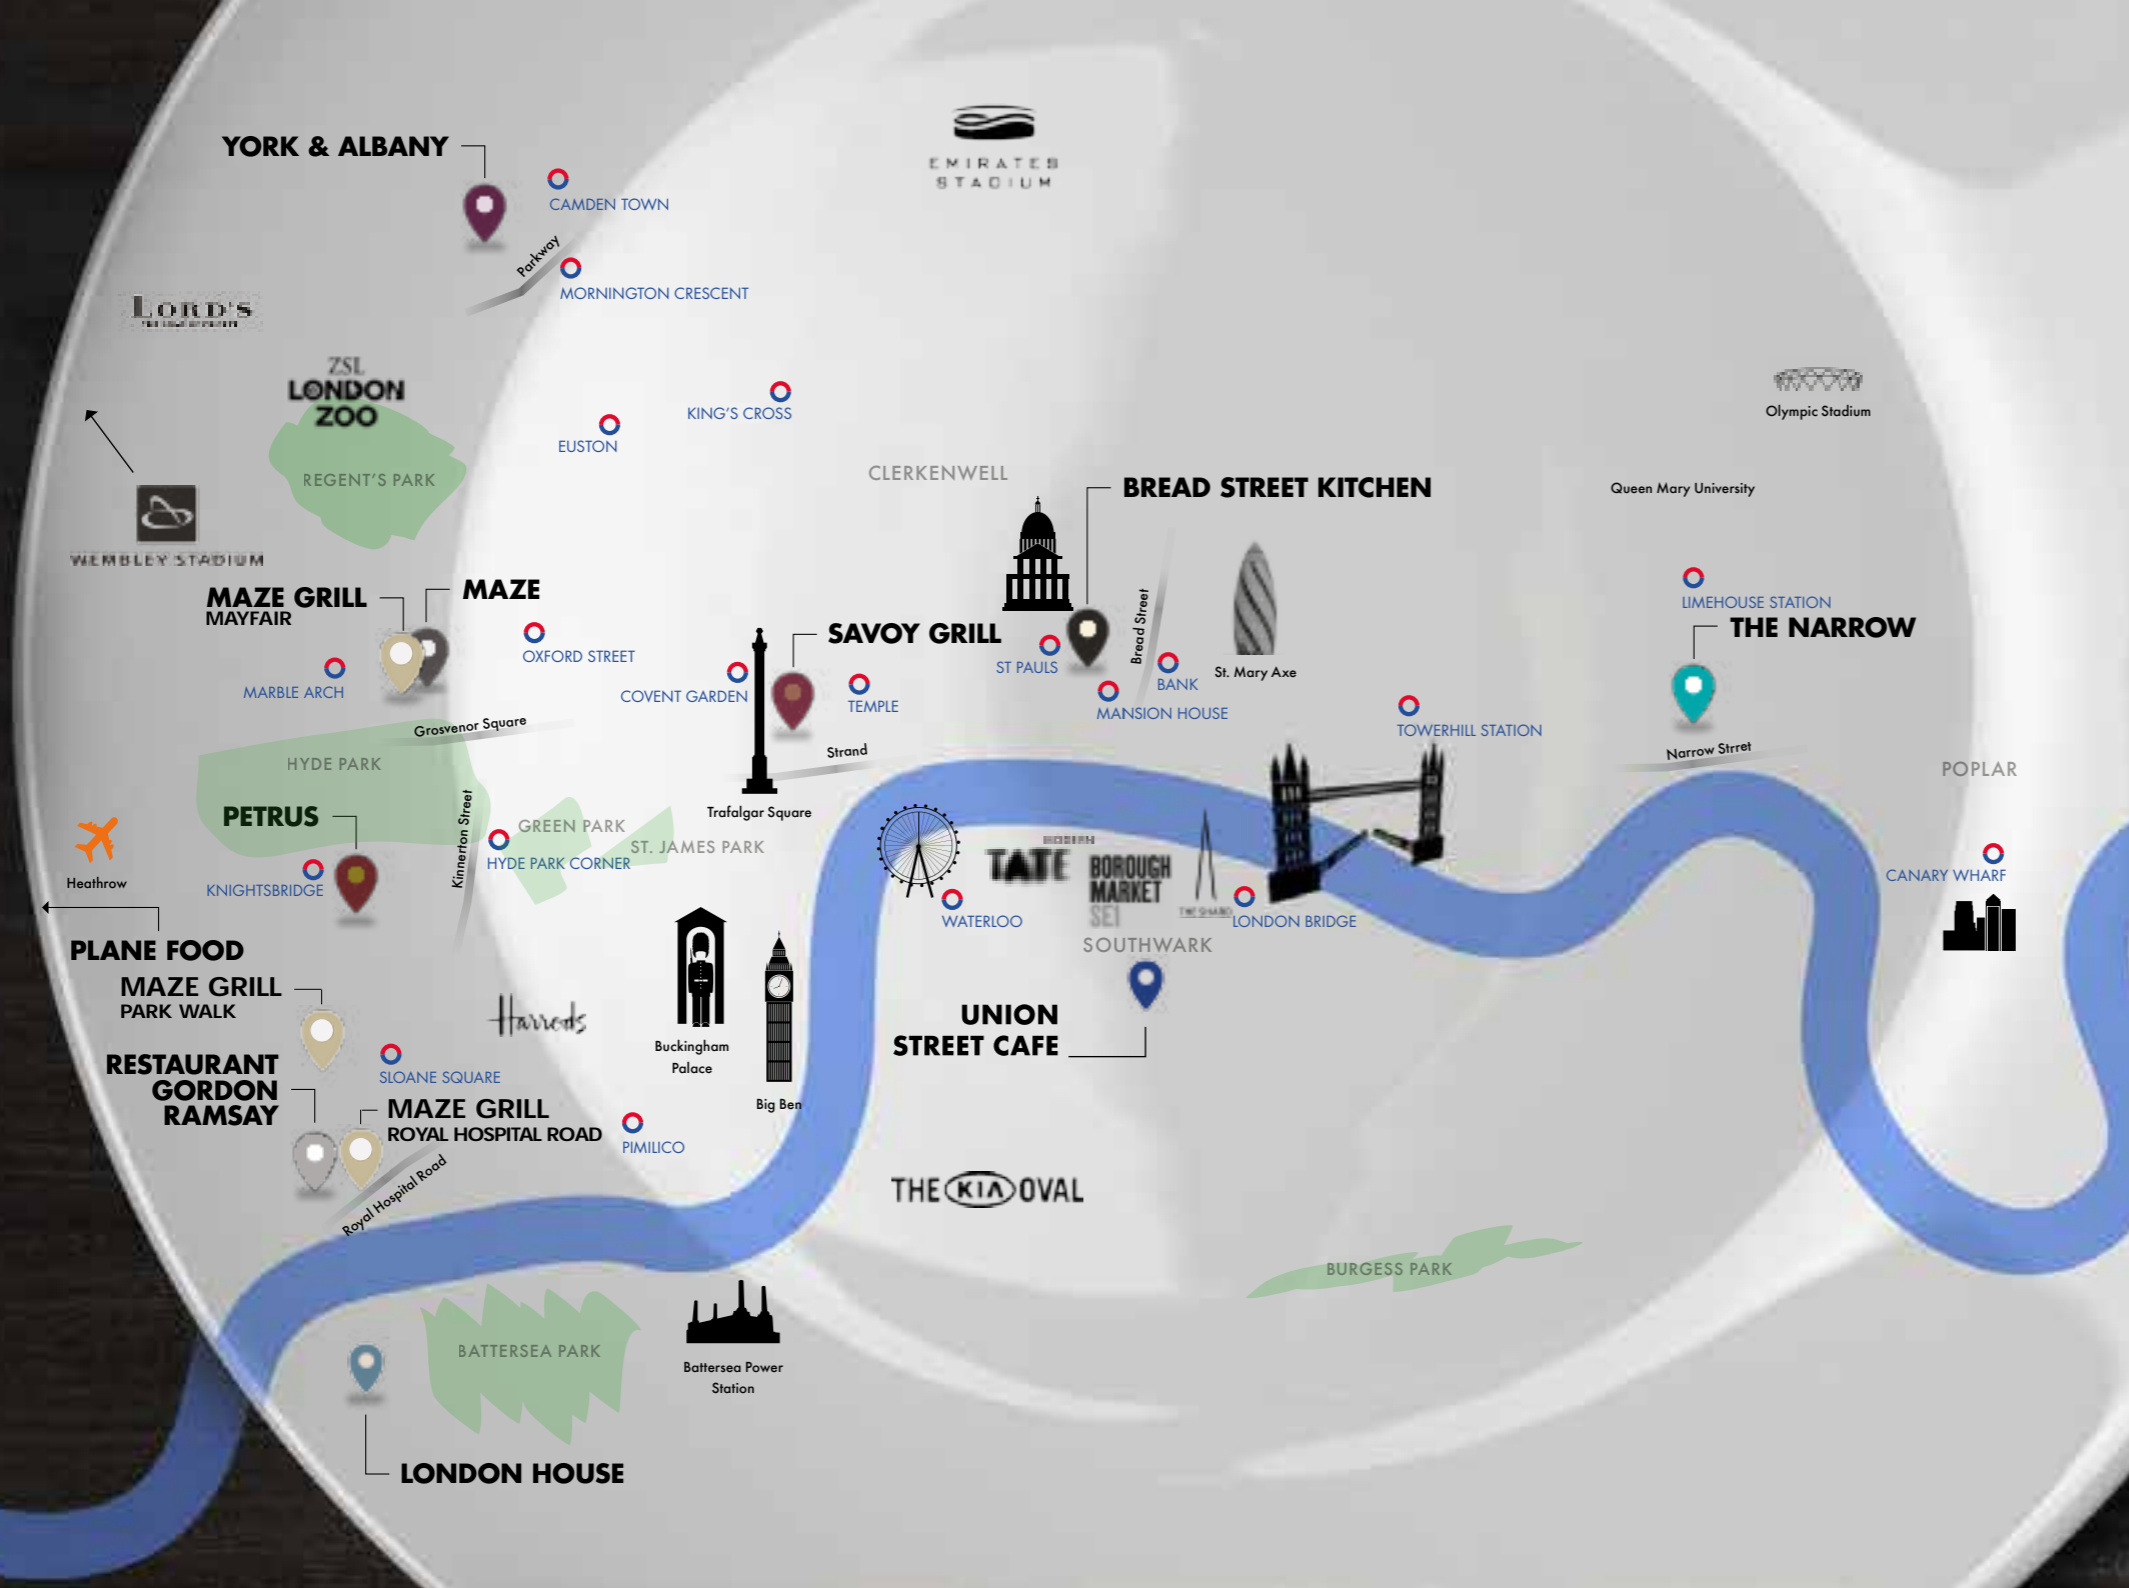 EMIRATES
STADIUM
YORK & ALBANY
CAMDEN TOWN
Parkway
MORNINGTON CRESCENT
LORD'S
ZSL
LONDON
ZOO
REGENT'S PARK
KING'S CROSS
EUSTON
CLERKENWELL
Olympic Stadium
Queen Mary University
BREAD STREET KITCHEN
WEMBLEY STADIUM
MAZE GRILL
MAYFAIR
MAZE
OXFORD STREET
MARBLE ARCH
COVENT GARDEN
SAVOY GRILL
TEMPLE
Strand
Trafalgar Square
ST PAULS
Bread Street
BANK
MANSION HOUSE
St. Mary Axe
TOWERHILL STATION
LIMEHOUSE STATION
THE NARROW
Narrow Strret
POPLAR
CANARY WHARF
Grosvenor Square
HYDE PARK
PETRUS
KNIGHTSBRIDGE
Kinnerton Street
GREEN PARK
HYDE PARK CORNER
ST. JAMES PARK
Heathrow
PLANE FOOD
MODERN
TATE
BOROUGH
MARKET
SE1
THE SHARD
WATERLOO
LONDON BRIDGE
SOUTHWARK
UNION
STREET CAFE
MAZE GRILL
PARK WALK
Harrods
Buckingham
Palace
Big Ben
RESTAURANT
GORDON
RAMSAY
SLOANE SQUARE
MAZE GRILL
ROYAL HOSPITAL ROAD
Royal Hospital Road
PIMILICO
THE KIA OVAL
BURGESS PARK
BATTERSEA PARK
Battersea Power
Station
LONDON HOUSE